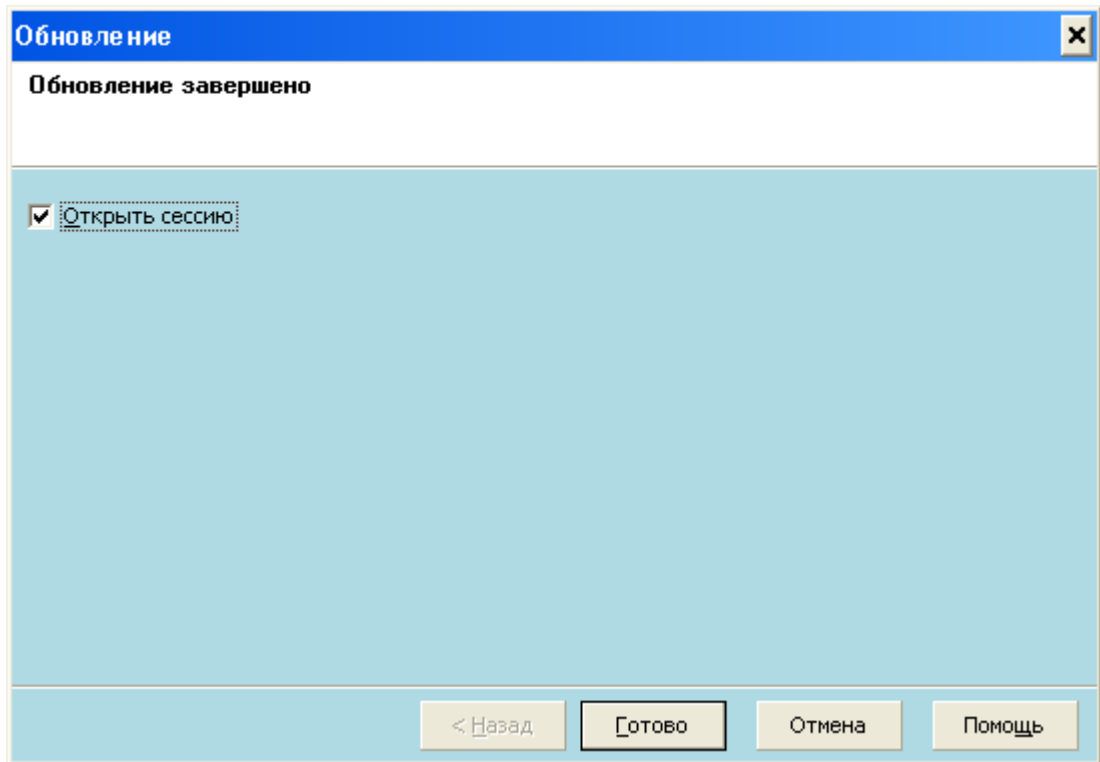 Обновление
Обновление завершено
Открыть сессию
< Назад Готово Отмена Помощь